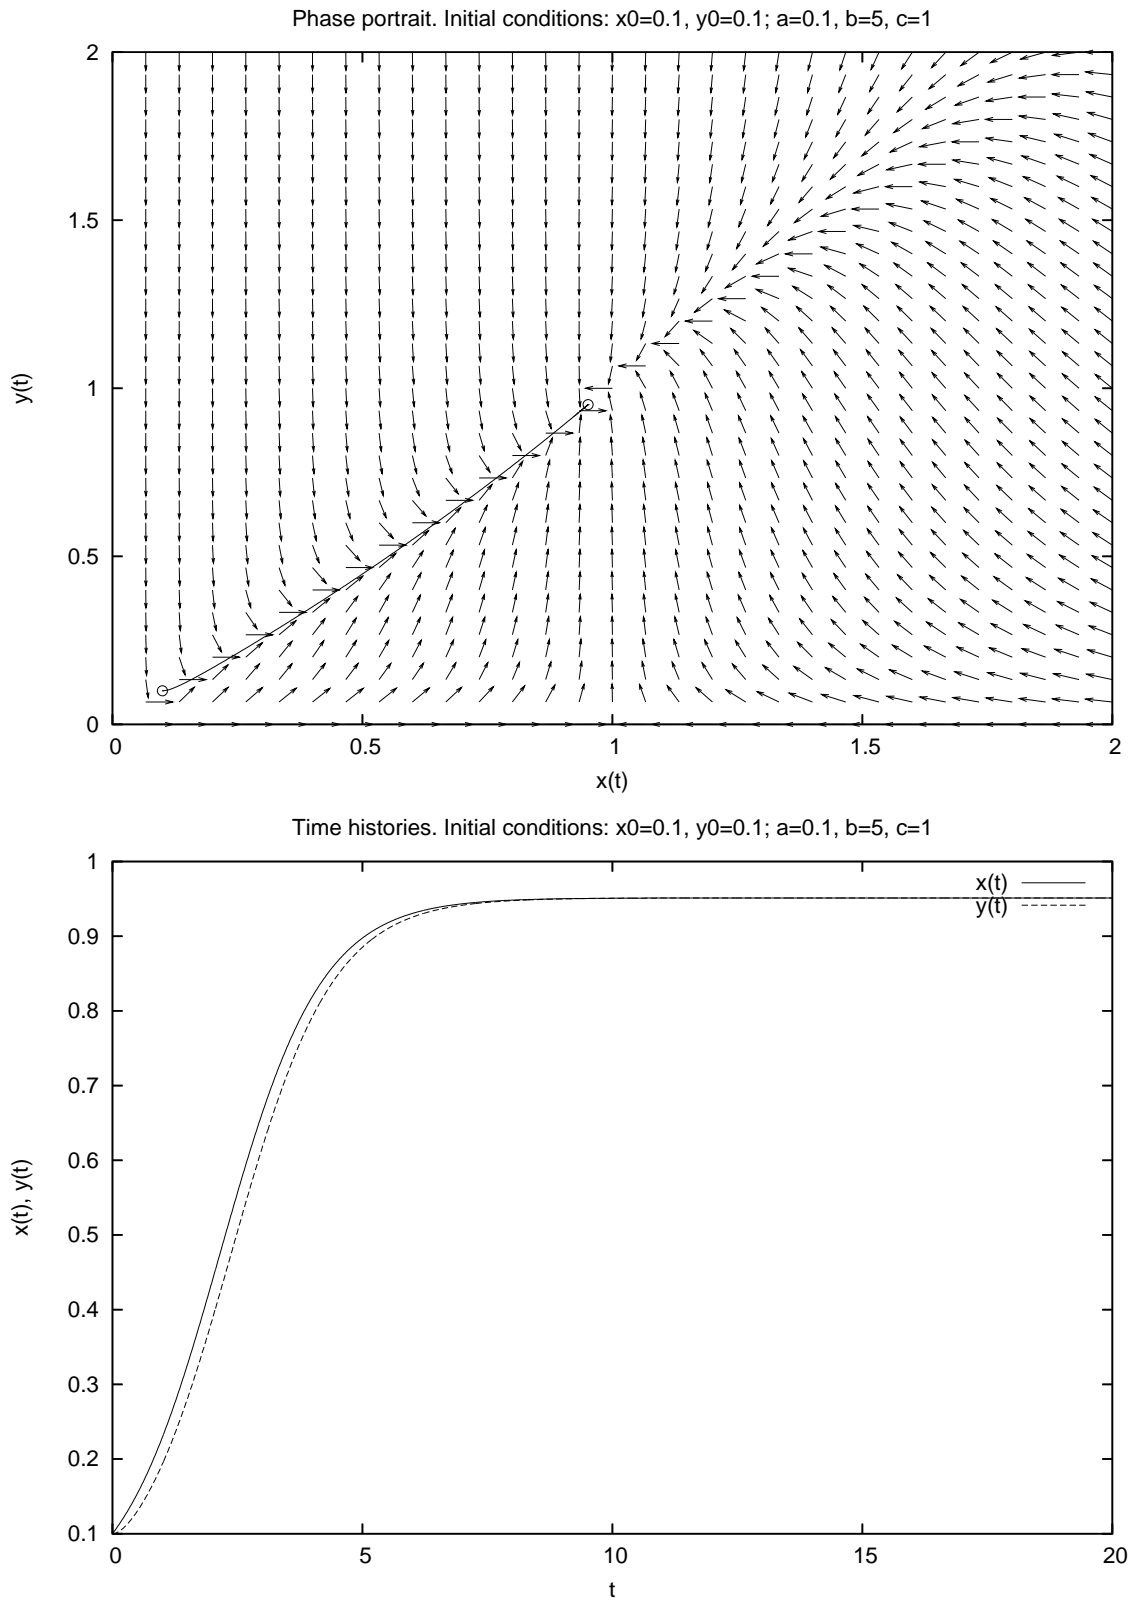 Phase portrait. Initial conditions: x0=0.1, y0=0.1; a=0.1, b=5, c=1
2
1.5
1
0.5
0
y(t)
0 0.5 1 1.5 2
x(t)
Time histories. Initial conditions: x0=0.1, y0=0.1; a=0.1, b=5, c=1
x(t)
y(t)
1
0.9
0.8
0.7
0.6
0.5
0.4
0.3
0.2
0.1
x(t), y(t)
0 5 10 15 20
t